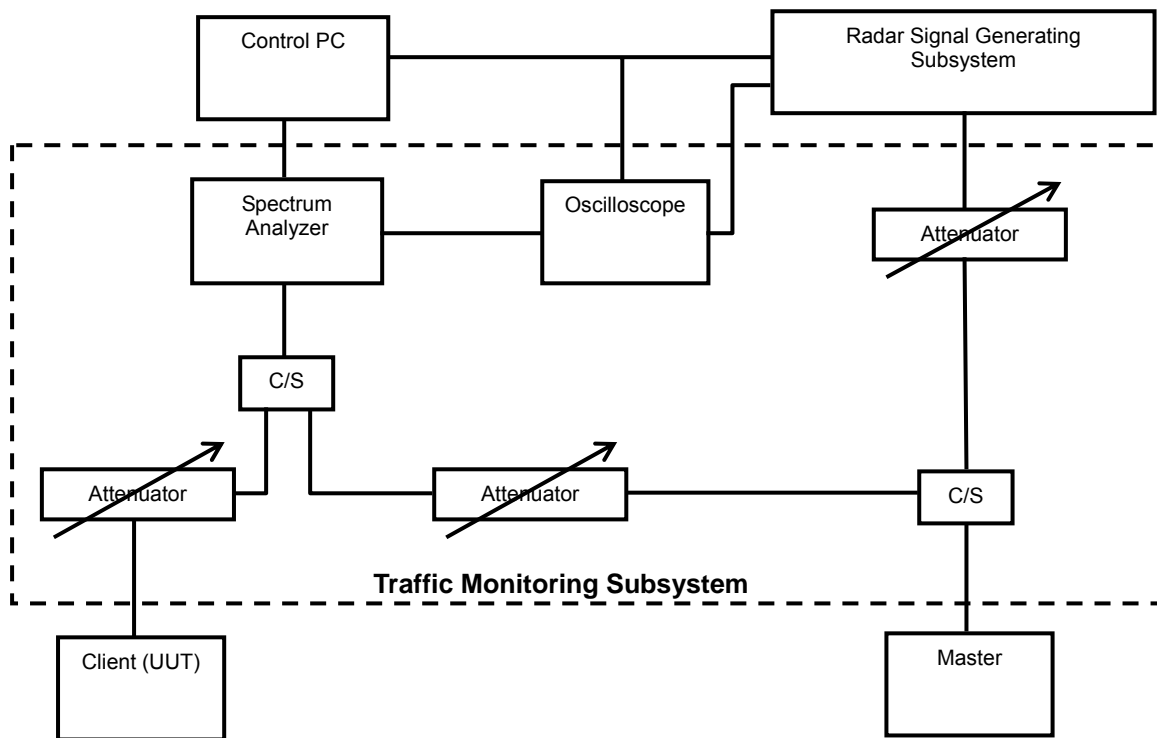 Control PC
Radar Signal Generating
Subsystem
Spectrum
Analyzer
Oscilloscope
Attenuator
C/S
Attenuator
Attenuator
C/S
Traffic Monitoring Subsystem
Client (UUT)
Master